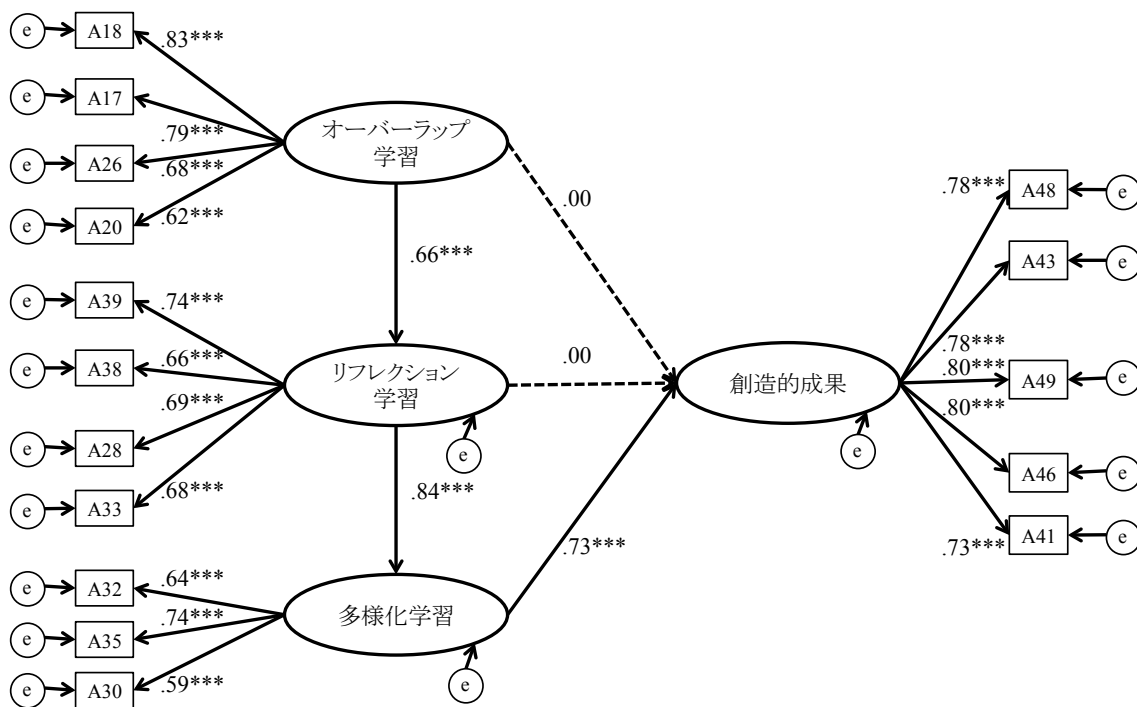 e
A18
.83***
e
A17
.79***
e
A26
.68***
e
A20
.62***
オーバーラップ
学習
.00
.66***
e
A39
.74***
e
A38
.66***
e
A28
.69***
e
A33
.68***
リフレクション
学習
e
.00
.84***
e
A32
.64***
e
A35
.74***
e
A30
.59***
多様化学習
e
.73***
創造的成果
e
.78***
A48
e
A43
e
.78***
.80***
A49
e
.80***
A46
e
.73***
A41
e